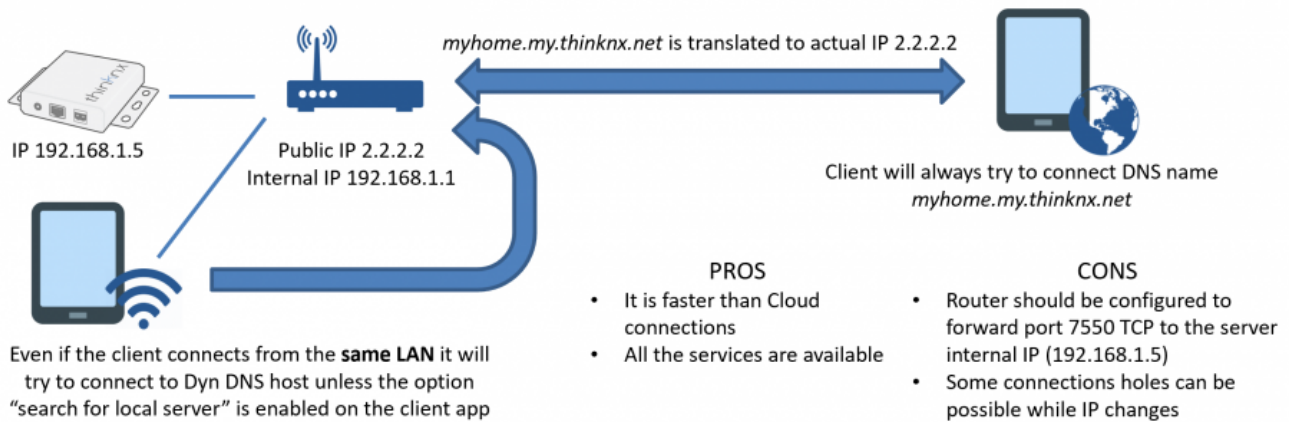 myhome.my.thinknx.net is translated to actual IP 2.2.2.2
thinknx
IP 192.168.1.5
Public IP 2.2.2.2
Internal IP 192.168.1.1
Client will always try to connect DNS name
myhome.my.thinknx.net
Even if the client connects from the same LAN it will
try to connect to Dyn DNS host unless the option
“search for local server” is enabled on the client app
PROS
• It is faster than Cloud
connections
• All the services are available
CONS
• Router should be configured to
forward port 7550 TCP to the server
internal IP (192.168.1.5)
• Some connections holes can be
possible while IP changes